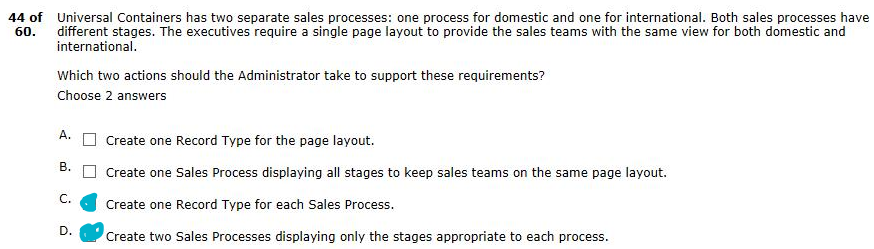 44 of Universal Containers has two separate sales processes: one process for domestic and one for international. Both sales processes have
60. different stages. The executives require a single page layout to provide the sales teams with the same view for both domestic and
international.
Which two actions should the Administrator take to support these requirements?
Choose 2 answers
A. Create one Record Type for the page layout.
B. Create one Sales Process displaying all stages to keep sales teams on the same page layout.
C. Create one Record Type for each Sales Process.
D. Create two Sales Processes displaying only the stages appropriate to each process.